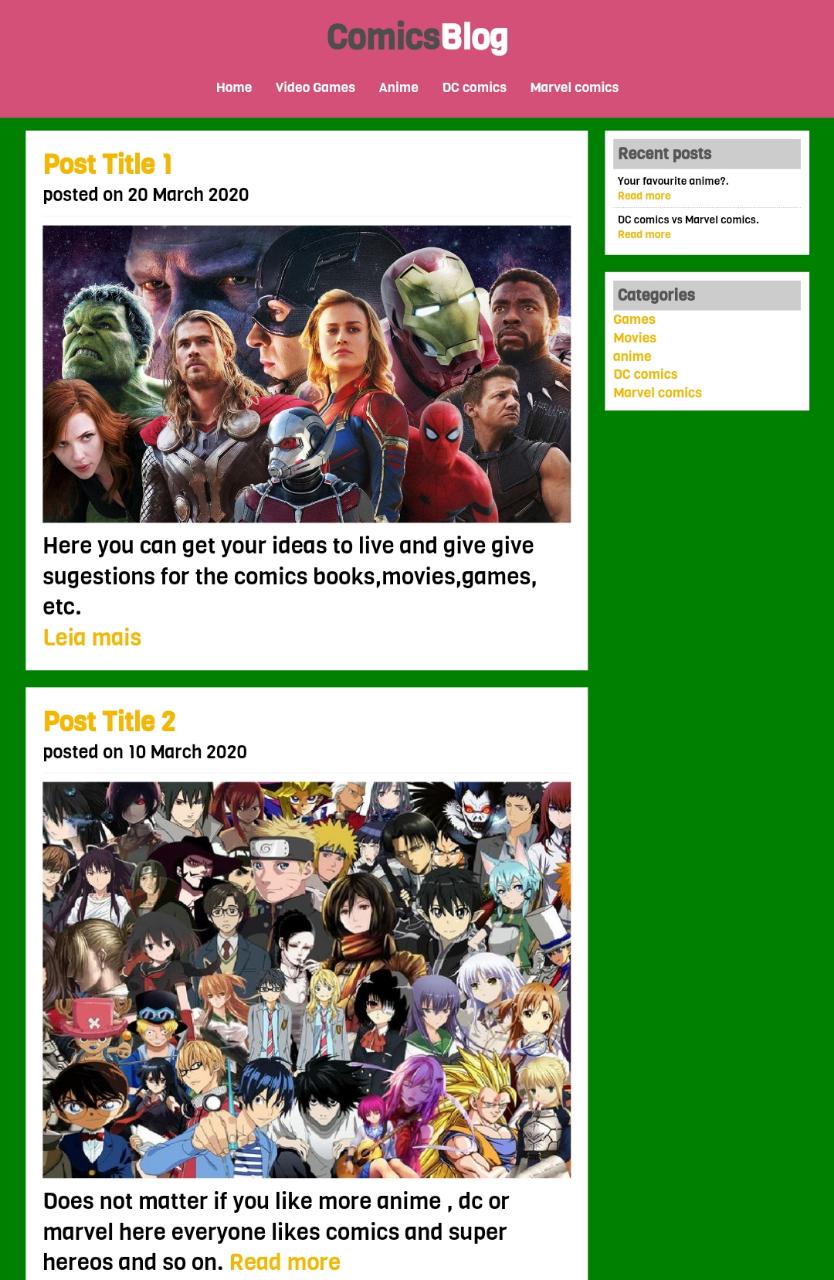 ComicsBlog
Home Video Games Anime DC comics Marvel comics
Post Title 1
posted on 20 March 2020
Here you can get your ideas to live and give give
sugestions for the comics books,movies,games,
etc.
Leia mais
Post Title 2
posted on 10 March 2020
Does not matter if you like more anime , dc or
marvel here everyone likes comics and super
hereos and so on. Read more
Recent posts
Your favourite anime?.
Read more
DC comics vs Marvel comics.
Read more
Categories
Games
Movies
anime
DC comics
Marvel comics